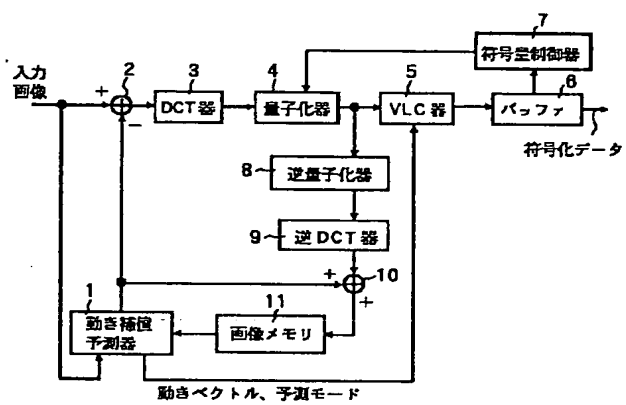 7
符号量制御器
入力
画像
+
2
3
4
5
6
−
DCT器
量子化器
VLC器
バッファ
符号化データ
8
逆量子化器
9
逆DCT器
+
10
+
1
11
動き補償
予測器
画像メモリ
動きベクトル、予測モード